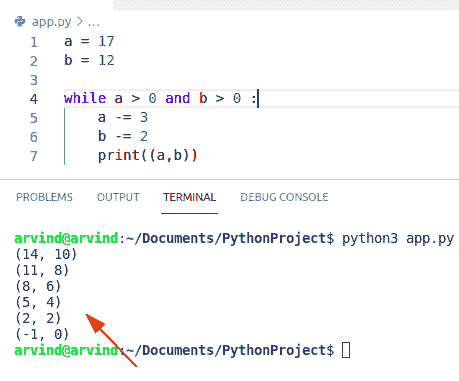 app.py > ...
1 a = 17
2 b = 12
3
4 while a > 0 and b > 0 :
5 a -= 3
6 b -= 2
7 print((a,b))
PROBLEMS OUTPUT TERMINAL DEBUG CONSOLE
arvind@arvind:~/Documents/PythonProject$ python3 app.py
(14, 10)
(11, 8)
(8, 6)
(5, 4)
(2, 2)
(-1, 0)
arvind@arvind:~/Documents/PythonProject$